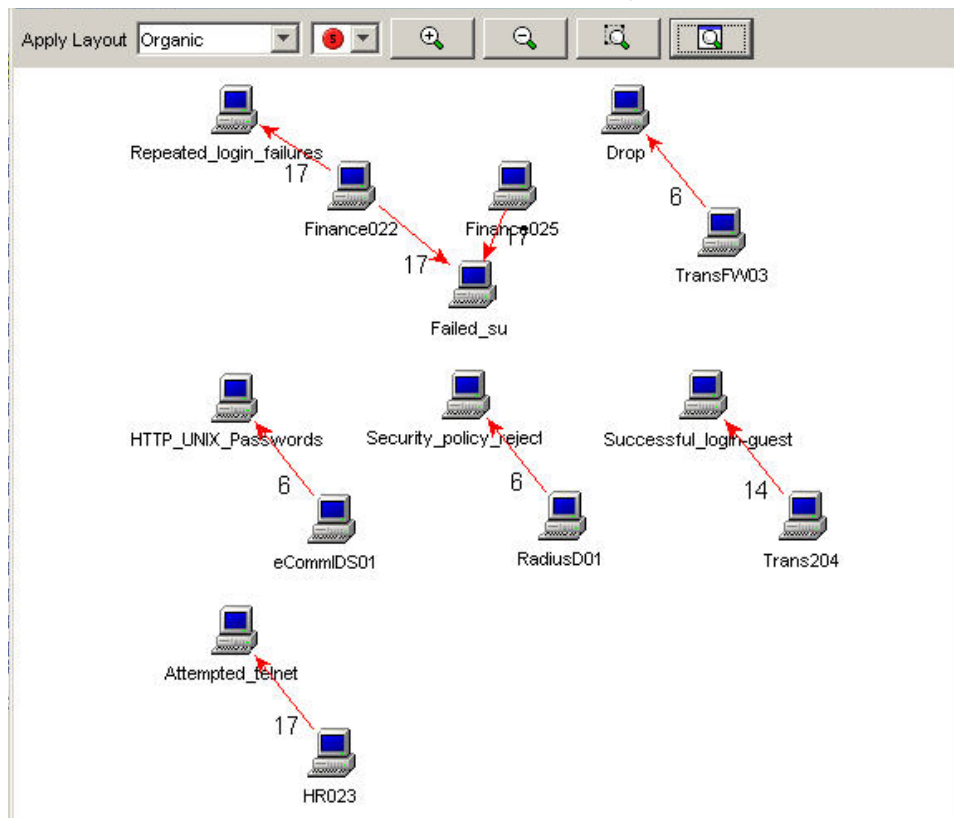 Apply Layout Organic S
Repeated_login_failures
Drop
17
6
Finance022
Finance025
17
17
TransFW03
Failed_su
HTTP_UNIX_Passwords
Security_policy_reject
Successful_login-guest
6
6
14
eCommIDS01
RadiusD01
Trans204
Attempted_telnet
17
HR023